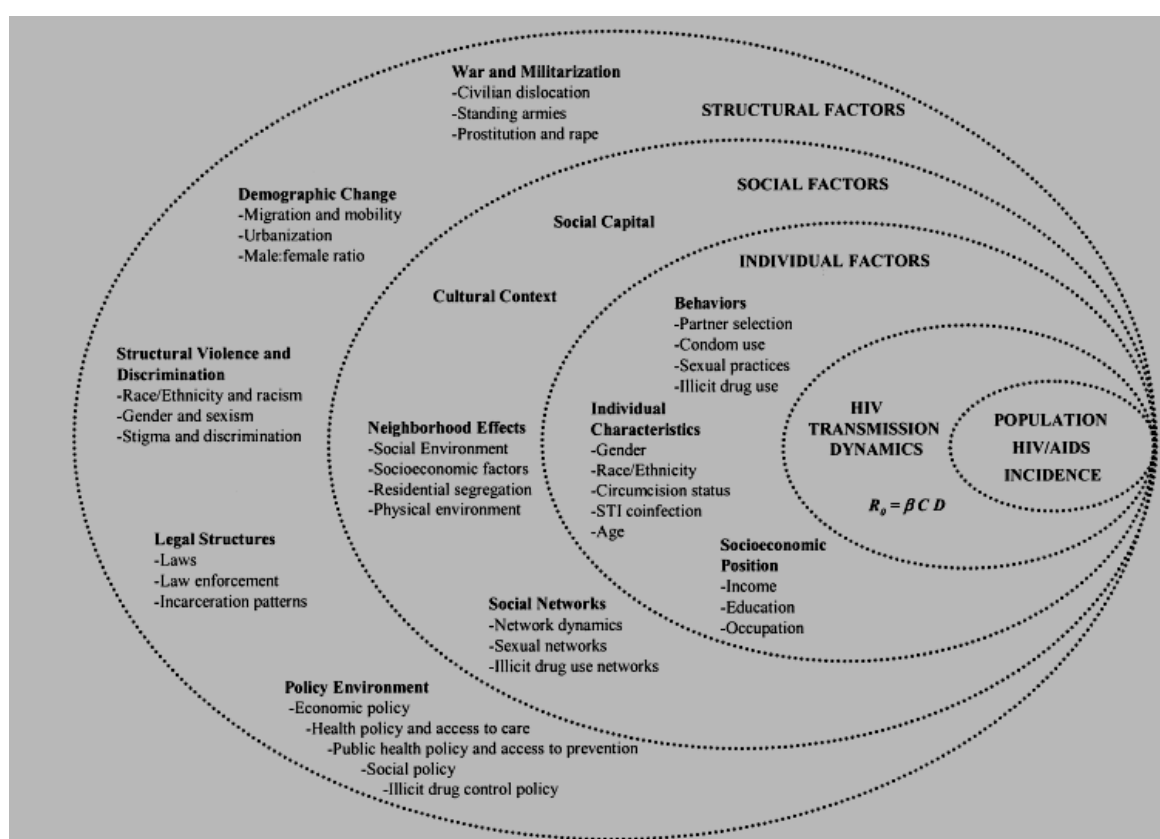 War and Militarization
-Civilian dislocation
-Standing armies
-Prostitution and rape
STRUCTURAL FACTORS
Demographic Change
-Migration and mobility
-Urbanization
-Male:female ratio
Structural Violence and
Discrimination
-Race/Ethnicity and racism
-Gender and sexism
-Stigma and discrimination
Legal Structures
-Laws
-Law enforcement
-Incarceration patterns
Policy Environment
-Economic policy
-Health policy and access to care
-Public health policy and access to prevention
-Social policy
-Illicit drug control policy
SOCIAL FACTORS
Social Capital
Cultural Context
Neighborhood Effects
-Social Environment
-Socioeconomic factors
-Residential segregation
-Physical environment
Social Networks
-Network dynamics
-Sexual networks
-Illicit drug use networks
INDIVIDUAL FACTORS
Behaviors
-Partner selection
-Condom use
-Sexual practices
-Illicit drug use
Individual
Characteristics
-Gender
-Race/Ethnicity
-Circumcision status
-STI coinfection
-Age
Socioeconomic
Position
-Income
-Education
-Occupation
HIV
TRANSMISSION
DYNAMICS
R₀ = β C D
POPULATION
HIV/AIDS
INCIDENCE